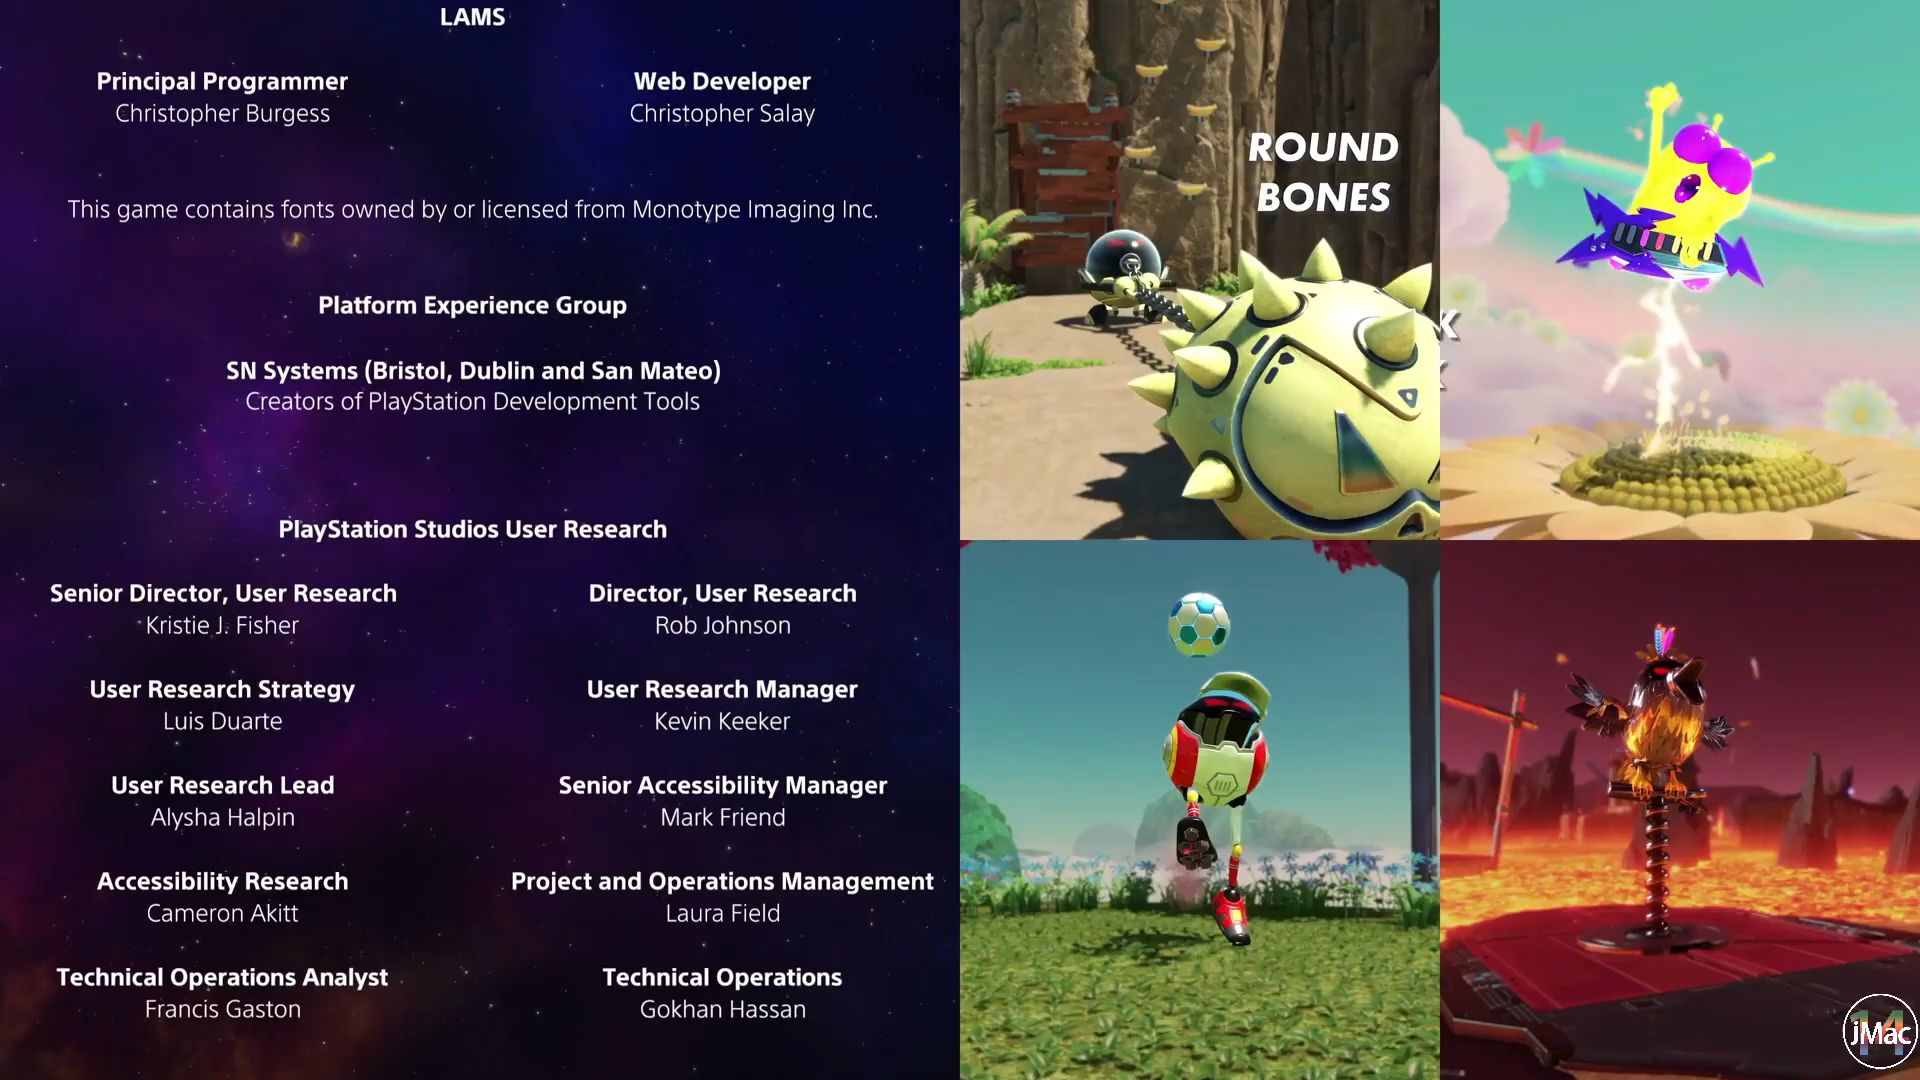 LAMS
Principal Programmer
Christopher Burgess
Web Developer
Christopher Salay
This game contains fonts owned by or licensed from Monotype Imaging Inc.
Platform Experience Group
SN Systems (Bristol, Dublin and San Mateo)
Creators of PlayStation Development Tools
PlayStation Studios User Research
Senior Director, User Research
Kristie J. Fisher
Director, User Research
Rob Johnson
User Research Strategy
Luis Duarte
User Research Manager
Kevin Keeker
User Research Lead
Alysha Halpin
Senior Accessibility Manager
Mark Friend
Accessibility Research
Cameron Akitt
Project and Operations Management
Laura Field
Technical Operations Analyst
Francis Gaston
Technical Operations
Gokhan Hassan
ROUND
BONES
14
jMac